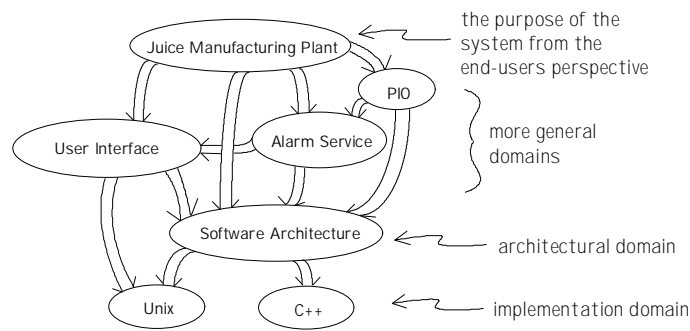 Juice Manufacturing Plant
the purpose of the
system from the
end-users perspective
PIO
User Interface
Alarm Service
more general
domains
Software Architecture
architectural domain
Unix
C++
implementation domain